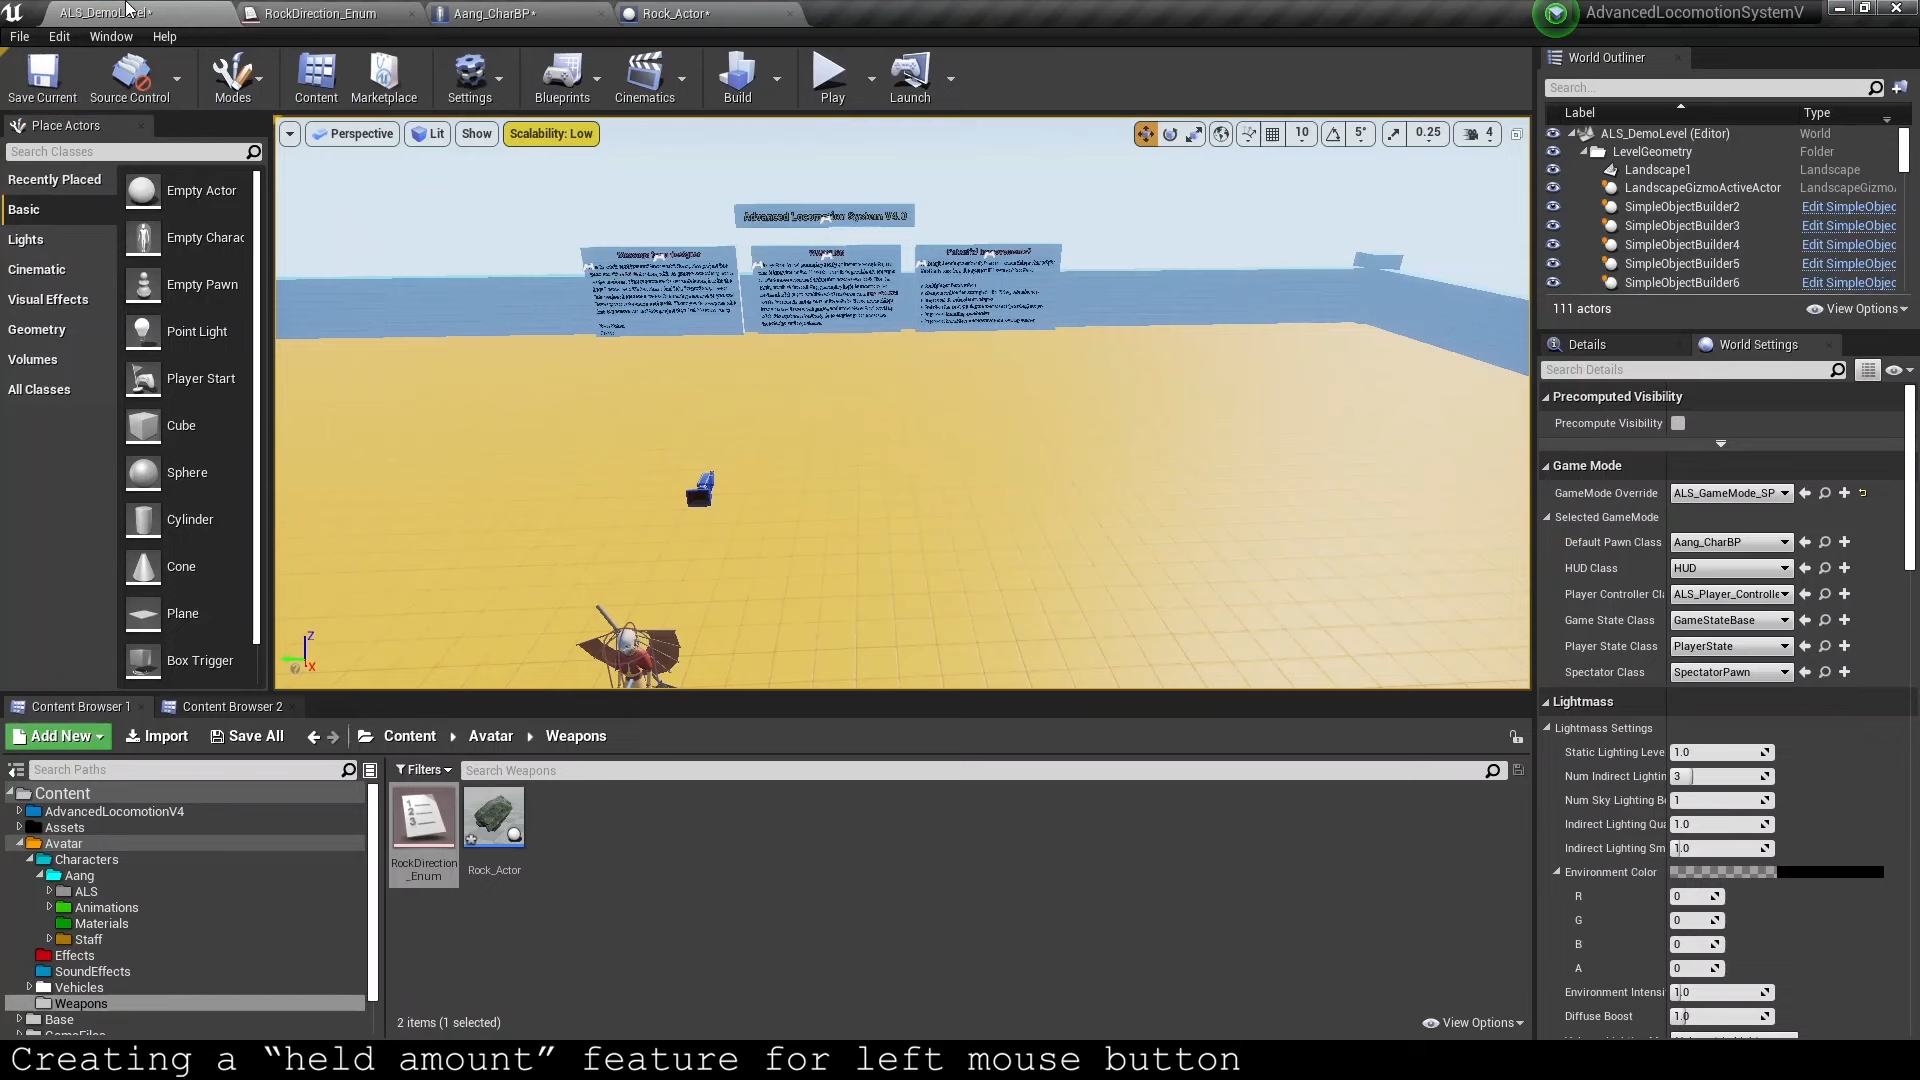 ALS_DemoLevel*
RockDirection_Enum
Aang_CharBP*
Rock_Actor*
AdvancedLocomotionSystemV
File Edit Window Help
Save Current
Source Control
Modes
Content
Marketplace
Settings
Blueprints
Cinematics
Build
Play
Launch
Place Actors
Search Classes
Recently Placed
Basic
Lights
Cinematic
Visual Effects
Geometry
Volumes
All Classes
Empty Actor
Empty Charac
Empty Pawn
Point Light
Player Start
Cube
Sphere
Cylinder
Cone
Plane
Box Trigger
Perspective
Lit
Show
Scalability: Low
10
5°
0.25
4
Advanced Locomotion System V4.0
Z
X
World Outliner
Search...
Label Type
ALS_DemoLevel (Editor) World
LevelGeometry Folder
Landscape1 Landscape
LandscapeGizmoActiveActor LandscapeGizmo
SimpleObjectBuilder2 Edit SimpleObjec
SimpleObjectBuilder3 Edit SimpleObjec
SimpleObjectBuilder4 Edit SimpleObjec
SimpleObjectBuilder5 Edit SimpleObjec
SimpleObjectBuilder6 Edit SimpleObjec
111 actors
View Options
Details
World Settings
Search Details
Precomputed Visibility
Precompute Visibility
Game Mode
GameMode Override ALS_GameMode_SP
Selected GameMode
Default Pawn Class Aang_CharBP
HUD Class HUD
Player Controller Cl ALS_Player_Controlle
Game State Class GameStateBase
Player State Class PlayerState
Spectator Class SpectatorPawn
Lightmass
Lightmass Settings
Static Lighting Leve 1.0
Num Indirect Lightin 3
Num Sky Lighting B 1
Indirect Lighting Qua 1.0
Indirect Lighting Sm 1.0
Environment Color
R 0
G 0
B 0
A 0
Environment Intensi 1.0
Diffuse Boost 1.0
Content Browser 1
Content Browser 2
Add New
Import
Save All
Content
Avatar
Weapons
Search Paths
Filters
Search Weapons
Content
AdvancedLocomotionV4
Assets
Avatar
Characters
Aang
ALS
Animations
Materials
Staff
Effects
SoundEffects
Vehicles
Weapons
Base
GameFiles
RockDirection
_Enum
Rock_Actor
2 items (1 selected)
View Options
Creating a “held amount” feature for left mouse button